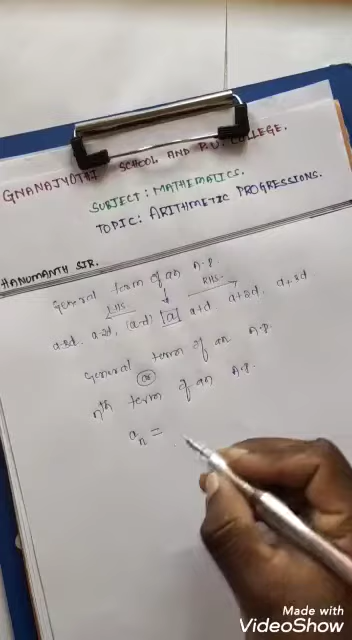 GNANAJYOTHI SCHOOL AND P.U. COLLEGE.
SUBJECT: MATHEMATICS.
TOPIC: ARITHMETIC PROGRESSIONS.
HANUMANTH SIR.
General term of an A.P.
LHS RHS
a-3d, a-2d, (a-d) [a] a+d a+2d, a+3d
General term of an A.P.
(or)
nth term of an A.P.
an =
Made with
VideoShow